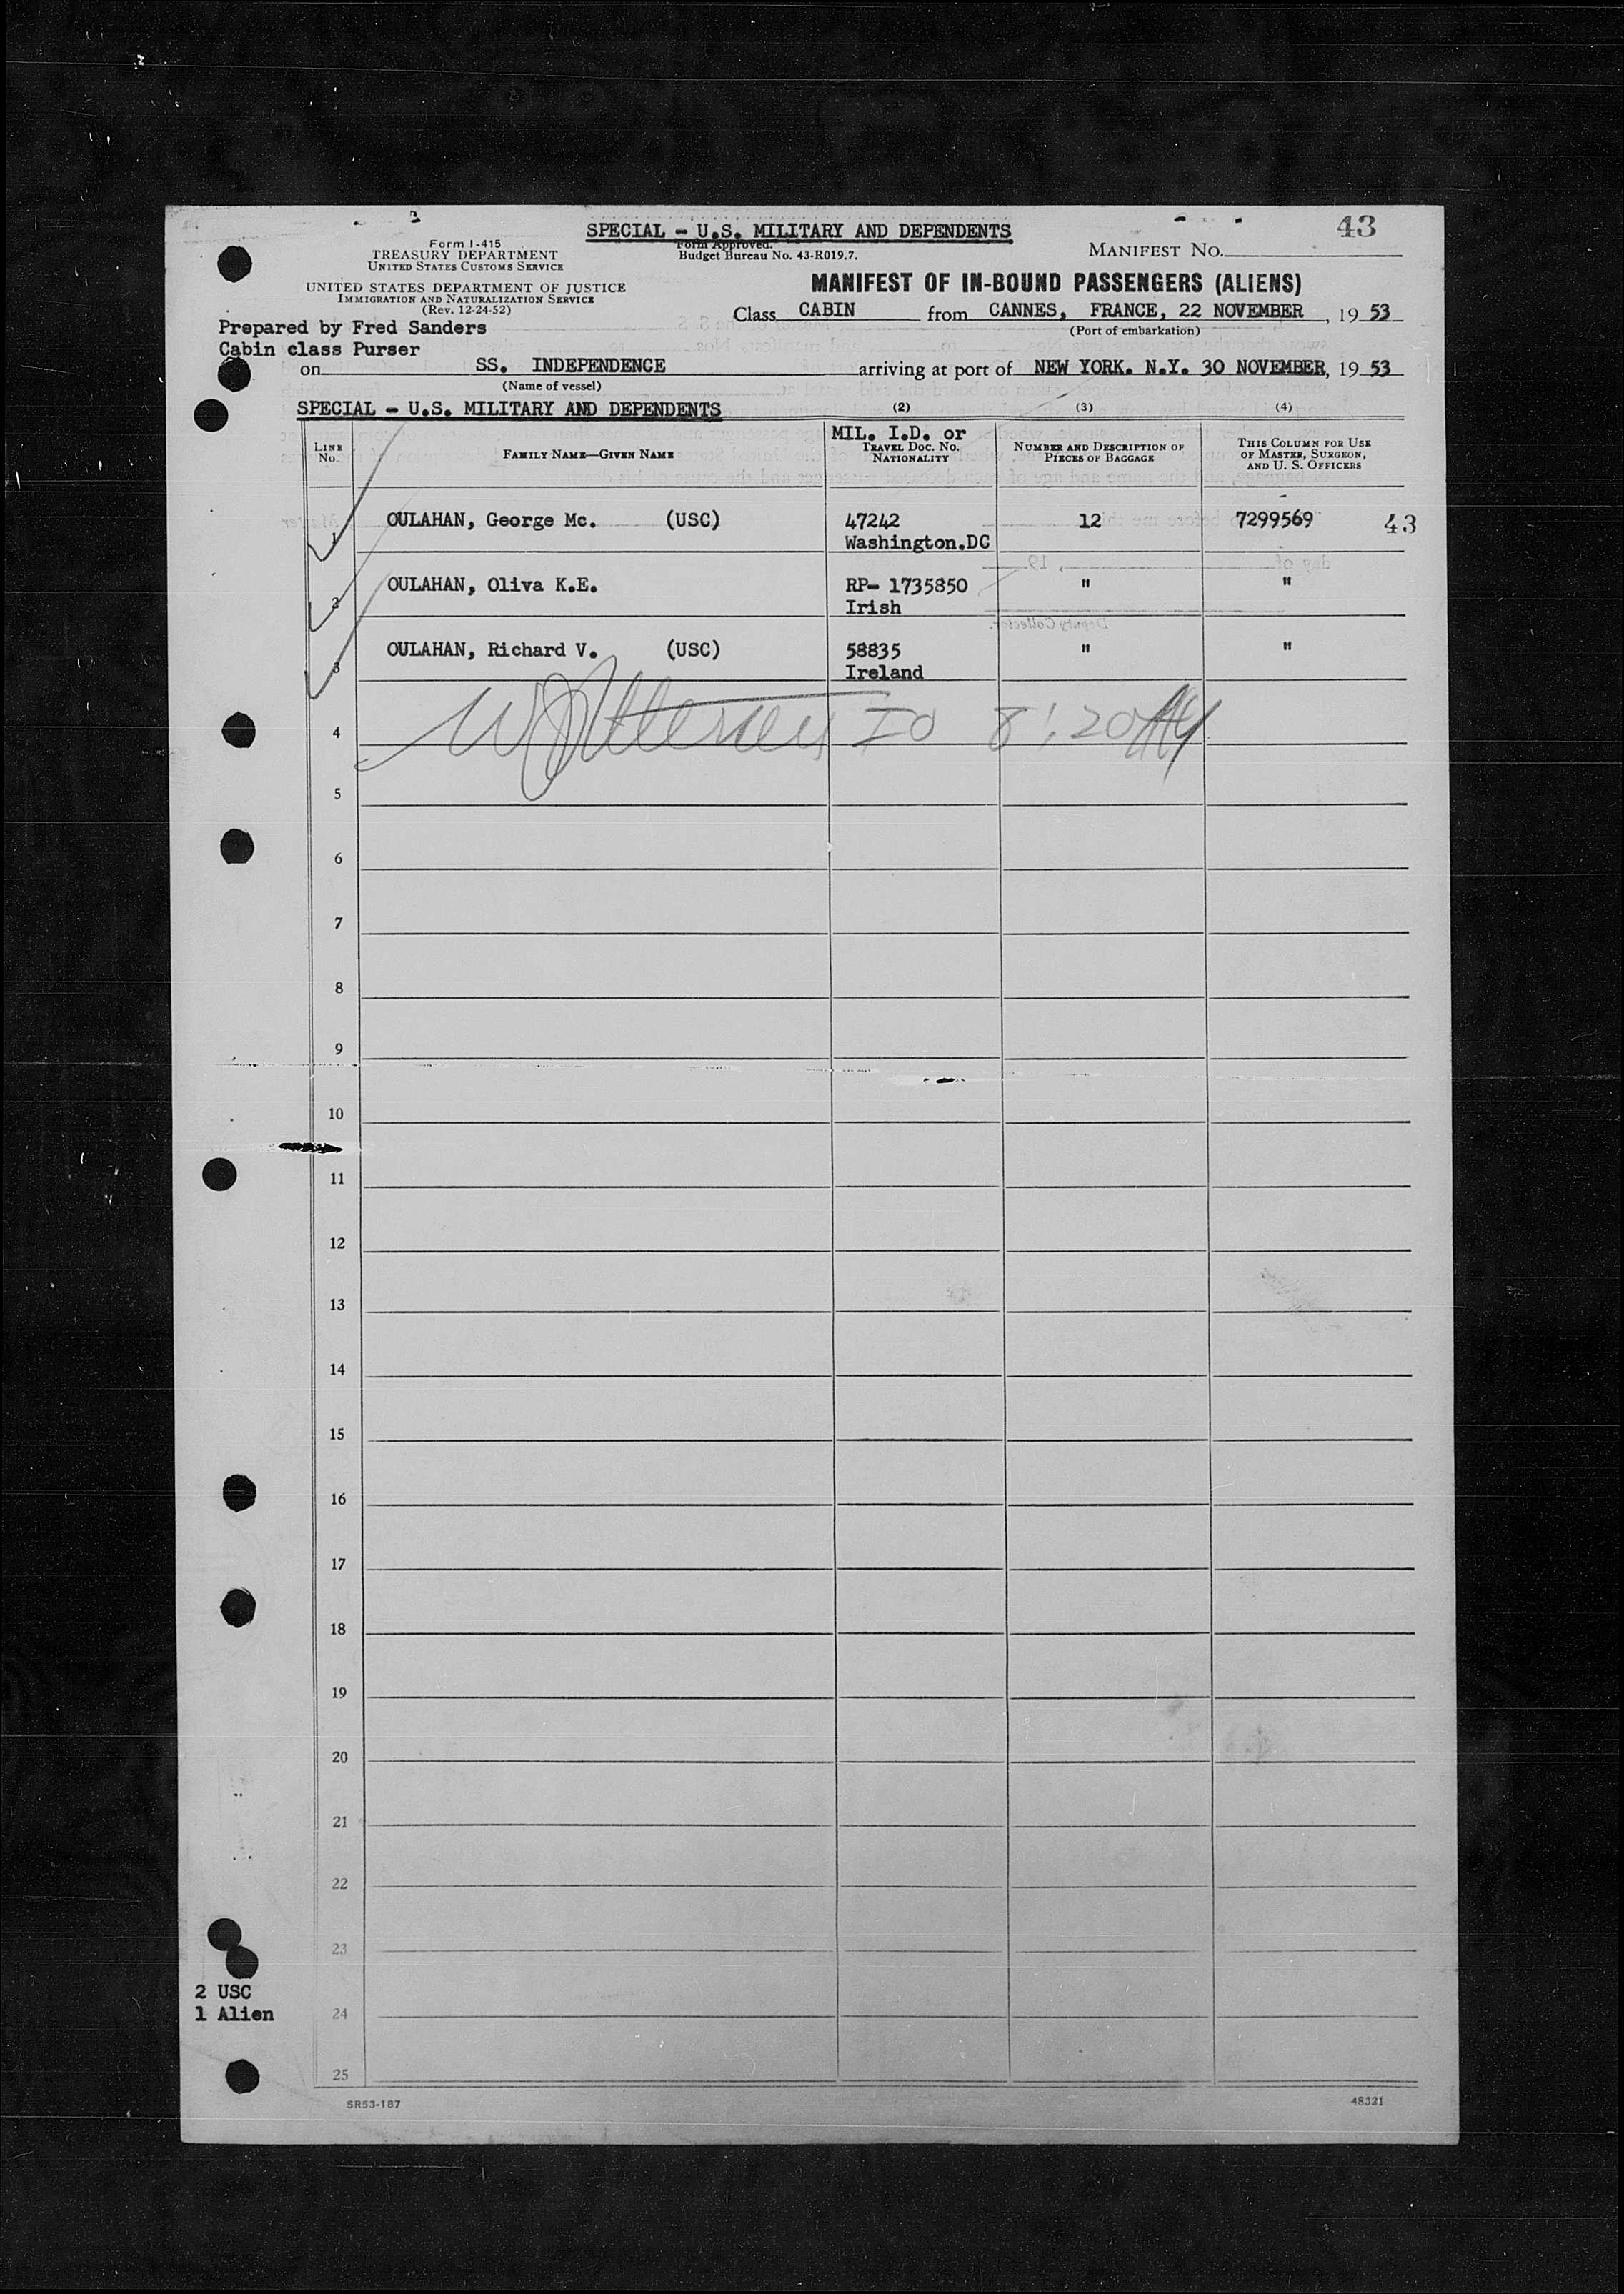 SPECIAL - U.S. MILITARY AND DEPENDENTS
43
Form I-415
TREASURY DEPARTMENT
UNITED STATES CUSTOMS SERVICE
Form Approved.
Budget Bureau No. 43-R019.7.
MANIFEST NO.
UNITED STATES DEPARTMENT OF JUSTICE
IMMIGRATION AND NATURALIZATION SERVICE
(Rev. 12-24-52)
MANIFEST OF IN-BOUND PASSENGERS (ALIENS)
Class CABIN from CANNES, FRANCE, 22 NOVEMBER, 19 53
(Port of embarkation)
Prepared by Fred Sanders
Cabin class Purser
on SS. INDEPENDENCE arriving at port of NEW YORK. N.Y. 30 NOVEMBER, 19 53
(Name of vessel)
SPECIAL - U.S. MILITARY AND DEPENDENTS (2) (3) (4)
LINE No. FAMILY NAME—GIVEN NAME MIL. I.D. or TRAVEL DOC. NO. NATIONALITY NUMBER AND DESCRIPTION OF PIECES OF BAGGAGE THIS COLUMN FOR USE OF MASTER, SURGEON, AND U. S. OFFICERS
1 OULAHAN, George Mc. (USC) 47242 12 7299569 43
Washington.DC
2 OULAHAN, Oliva K.E. RP- 1735850 " "
Irish
3 OULAHAN, Richard V. (USC) 58835 " "
Ireland
4 8:20
5
6
7
8
9
10
11
12
13
14
15
16
17
18
19
20
21
22
23
2 USC
1 Alien 24
25
SR53-187 48321